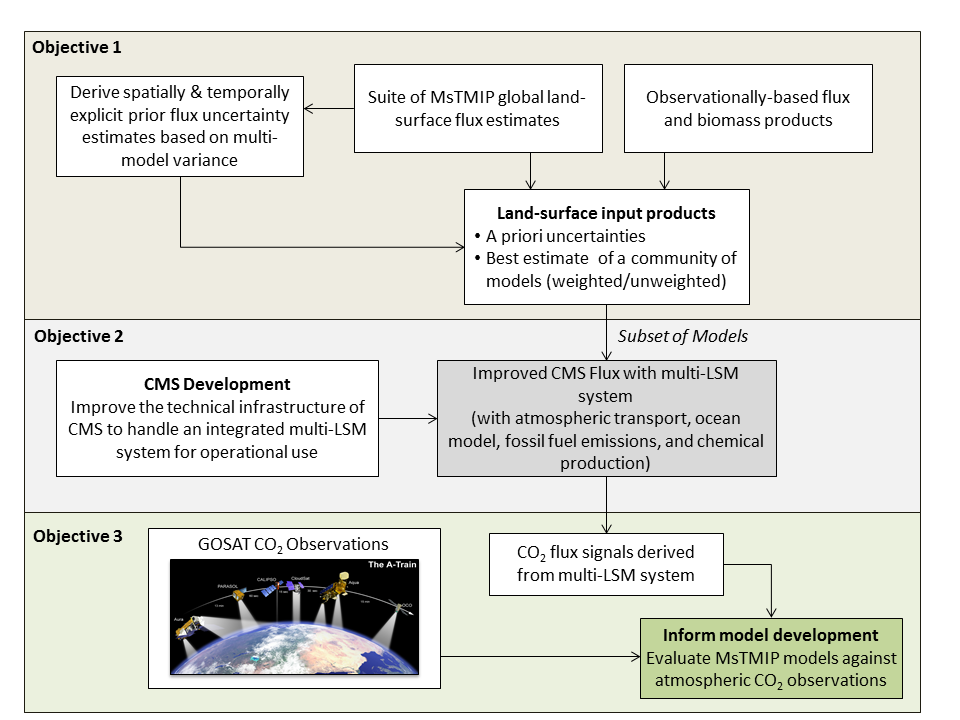 Objective 1
Derive spatially & temporally
explicit prior flux uncertainty
estimates based on multi-
model variance
Suite of MsTMIP global land-
surface flux estimates
Observationally-based flux
and biomass products
Land-surface input products
• A priori uncertainties
• Best estimate of a community of
models (weighted/unweighted)
Objective 2
Subset of Models
CMS Development
Improve the technical infrastructure of
CMS to handle an integrated multi-LSM
system for operational use
Improved CMS Flux with multi-LSM
system
(with atmospheric transport, ocean
model, fossil fuel emissions, and chemical
production)
Objective 3
GOSAT CO₂ Observations
The A-Train
PARASOL
CALIPSO
CloudSat
Aqua
Aura
OCO
CO₂ flux signals derived
from multi-LSM system
Inform model development
Evaluate MsTMIP models against
atmospheric CO₂ observations